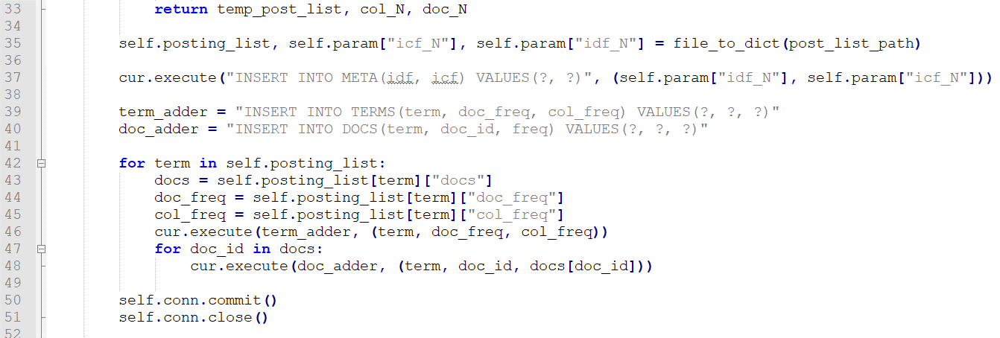 33 return temp_post_list, col_N, doc_N
34
35 self.posting_list, self.param["icf_N"], self.param["idf_N"] = file_to_dict(post_list_path)
36
37 cur.execute("INSERT INTO META(idf, icf) VALUES(?, ?)", (self.param["idf_N"], self.param["icf_N"]))
38
39 term_adder = "INSERT INTO TERMS(term, doc_freq, col_freq) VALUES(?, ?, ?)"
40 doc_adder = "INSERT INTO DOCS(term, doc_id, freq) VALUES(?, ?, ?)"
41
42 for term in self.posting_list:
43 docs = self.posting_list[term]["docs"]
44 doc_freq = self.posting_list[term]["doc_freq"]
45 col_freq = self.posting_list[term]["col_freq"]
46 cur.execute(term_adder, (term, doc_freq, col_freq))
47 for doc_id in docs:
48 cur.execute(doc_adder, (term, doc_id, docs[doc_id]))
49
50 self.conn.commit()
51 self.conn.close()
52